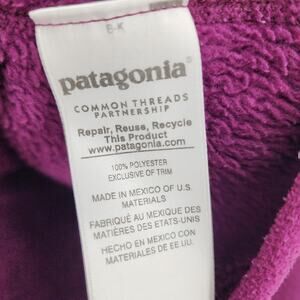 E-K
patagonia®
COMMON THREADS
PARTNERSHIP
Repair, Reuse, Recycle
This Product
www.patagonia.com
100% POLYESTER
EXCLUSIVE OF TRIM
MADE IN MEXICO OF U.S.
MATERIALS
FABRIQUÉ AU MEXIQUE DES
MATIÈRES DES ETATS-UNIS
HECHO EN MEXICO CON
MATERIALES DE EE.UU.